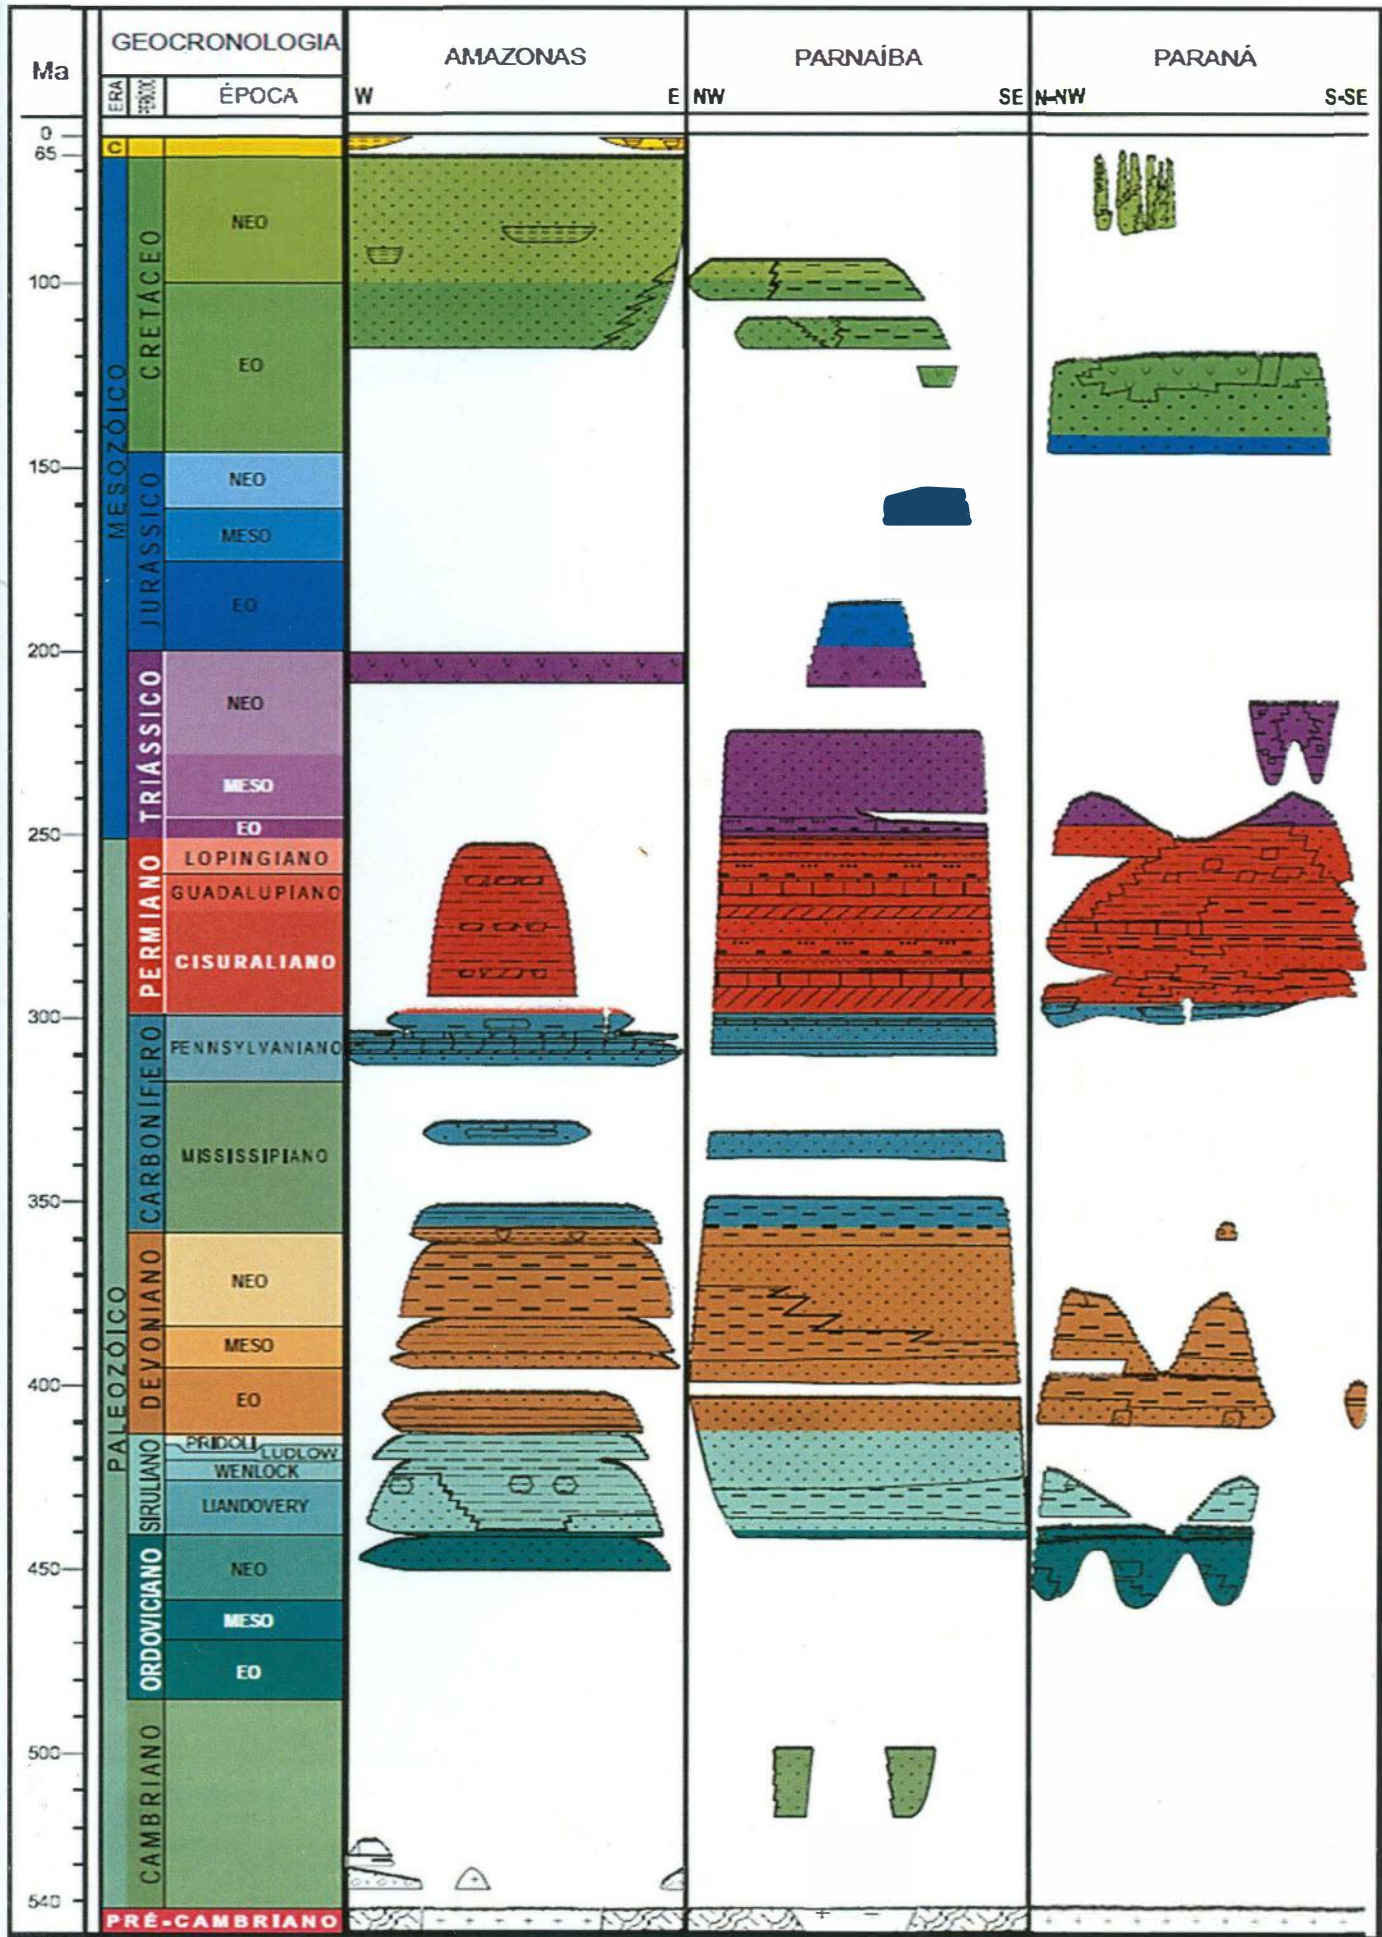 Ma
GEOCRONOLOGIA
ERA
PERÍODO
ÉPOCA
AMAZONAS
W
E
PARNAÍBA
NW
SE
PARANÁ
N-NW
S-SE
0
65
100
150
200
250
300
350
400
450
500
540
C
MESOZÓICO
PALEOZÓICO
CRETÁCEO
NEO
EO
JURÁSSICO
NEO
MESO
EO
TRIÁSSICO
NEO
MESO
EO
PERMIANO
LOPINGIANO
GUADALUPIANO
CISURALIANO
CARBONÍFERO
PENNSYLVANIANO
MISSISSIPIANO
DEVONIANO
NEO
MESO
EO
SIRULIANO
PRIDOLI
LUDLOW
WENLOCK
LIANDOVERY
ORDOVICIANO
NEO
MESO
EO
CAMBRIANO
PRÉ-CAMBRIANO